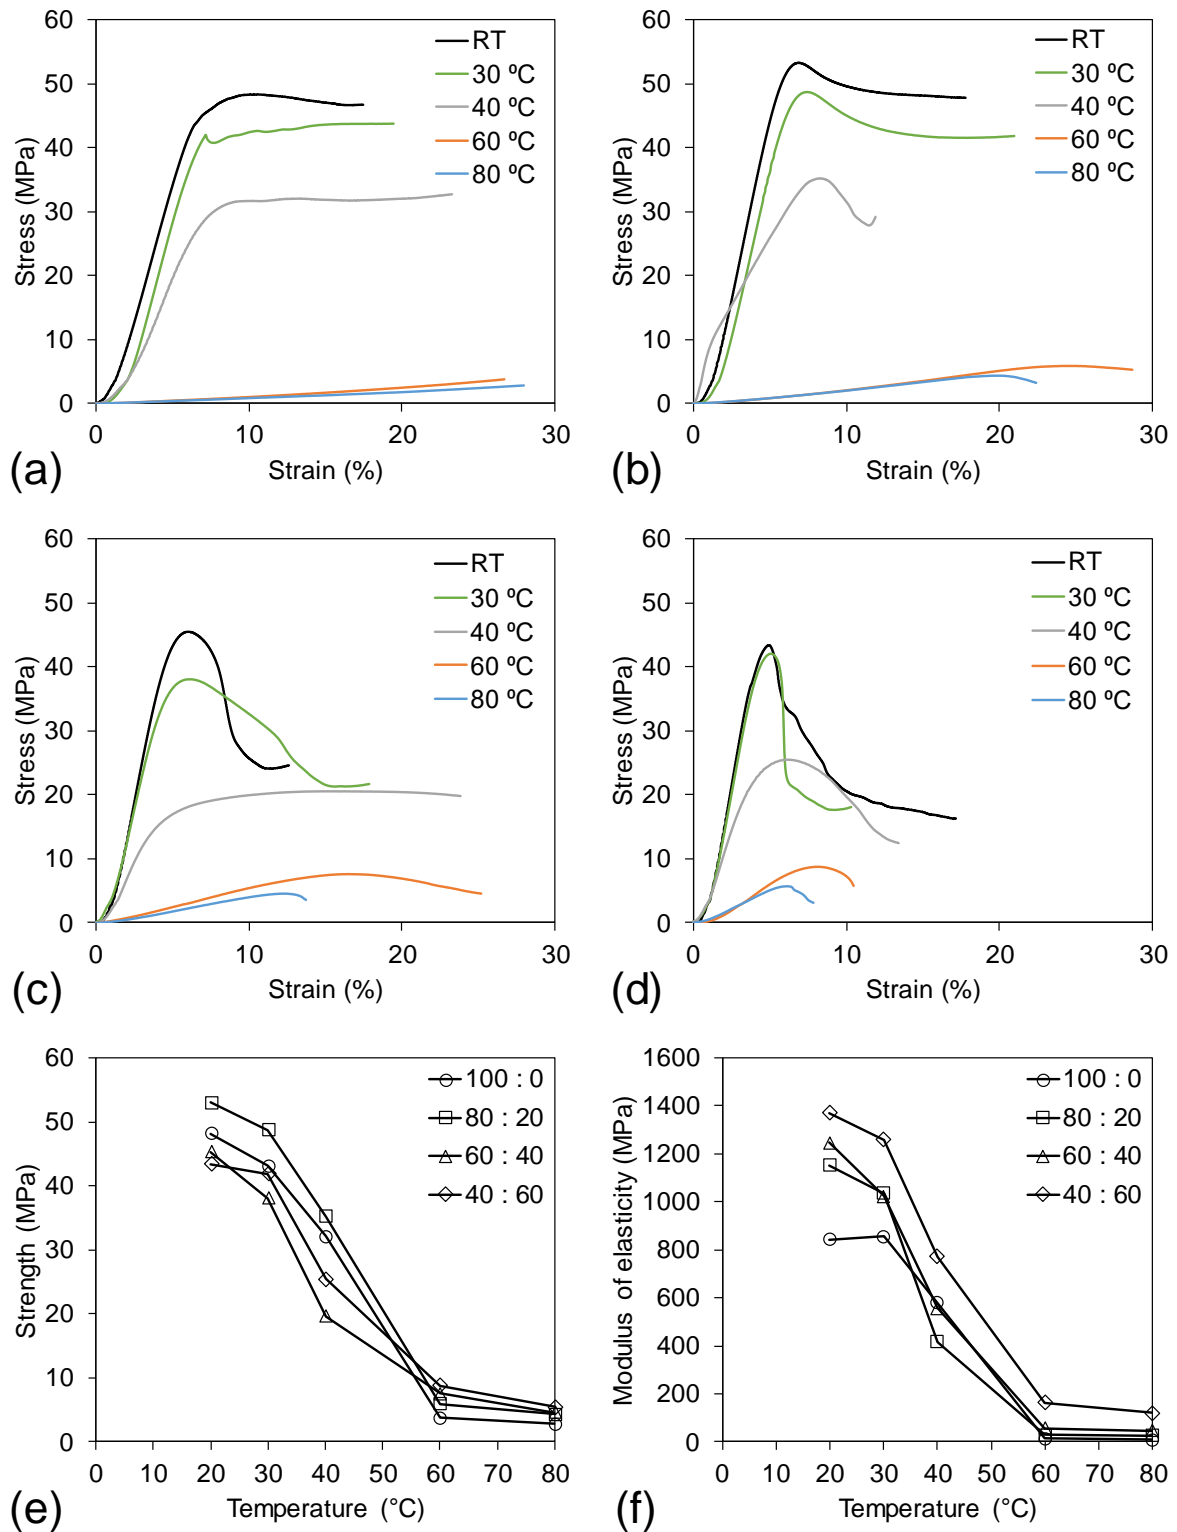 60
50
40
30
20
10
0
Stress (MPa)
RT
30 ºC
40 ºC
60 ºC
80 ºC
0 10 20 30
Strain (%)
(a)
60
50
40
30
20
10
0
Stress (MPa)
RT
30 ºC
40 ºC
60 ºC
80 ºC
0 10 20 30
Strain (%)
(b)
60
50
40
30
20
10
0
Stress (MPa)
RT
30 ºC
40 ºC
60 ºC
80 ºC
0 10 20 30
Strain (%)
(c)
60
50
40
30
20
10
0
Stress (MPa)
RT
30 ºC
40 ºC
60 ºC
80 ºC
0 10 20 30
Strain (%)
(d)
60
50
40
30
20
10
0
Strength (MPa)
100 : 0
80 : 20
60 : 40
40 : 60
0 10 20 30 40 50 60 70 80
Temperature (°C)
(e)
1600
1400
1200
1000
800
600
400
200
0
Modulus of elasticity (MPa)
100 : 0
80 : 20
60 : 40
40 : 60
0 10 20 30 40 50 60 70 80
Temperature (°C)
(f)